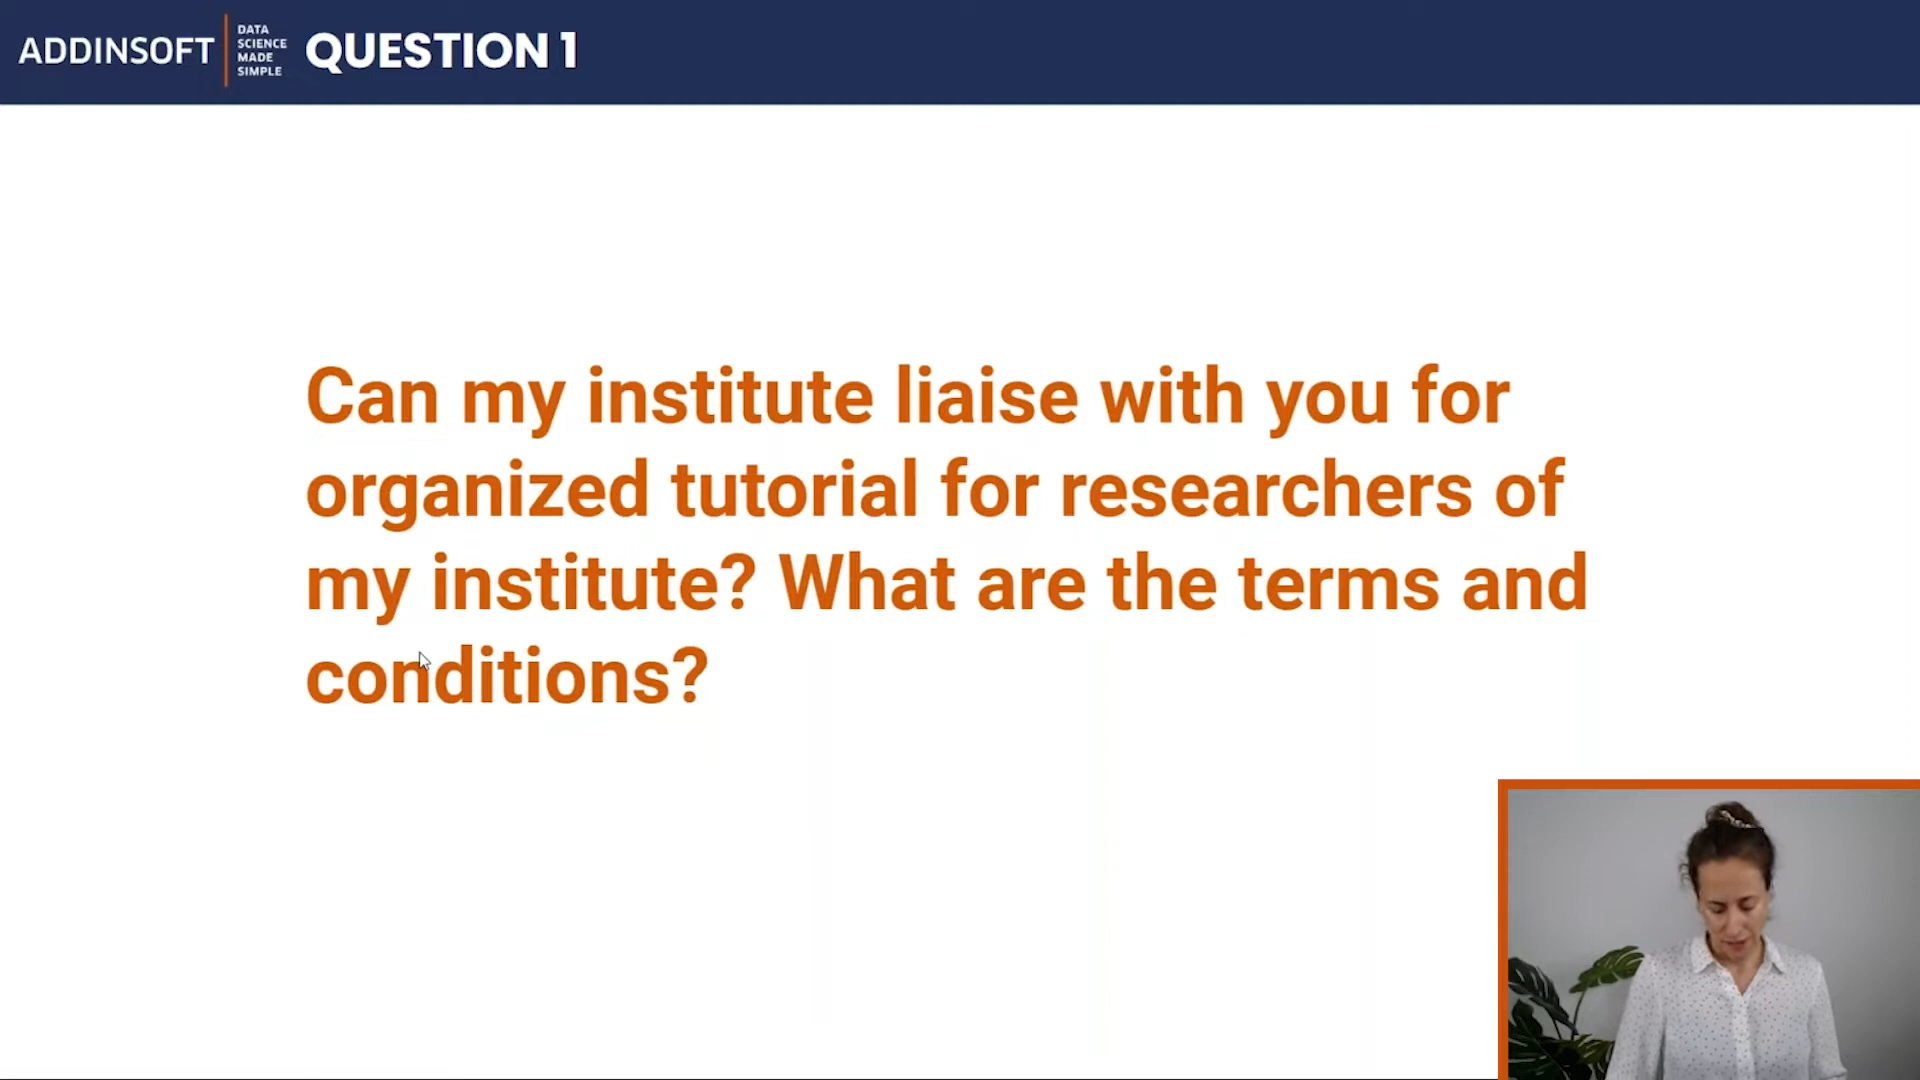 ADDINSOFT
DATA
SCIENCE
MADE
SIMPLE
QUESTION 1
Can my institute liaise with you for
organized tutorial for researchers of
my institute? What are the terms and
conditions?